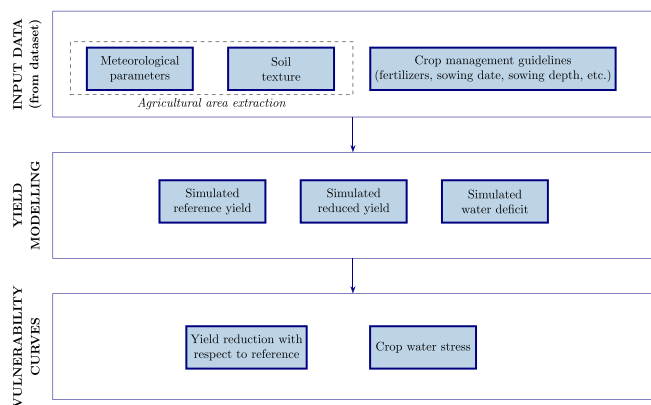 INPUT DATA
(from dataset)
Meteorological
parameters
Soil
texture
Crop management guidelines
(fertilizers, sowing date, sowing depth, etc.)
Agricultural area extraction
YIELD
MODELLING
Simulated
reference yield
Simulated
reduced yield
Simulated
water deficit
VULNERABILITY
CURVES
Yield reduction with
respect to reference
Crop water stress